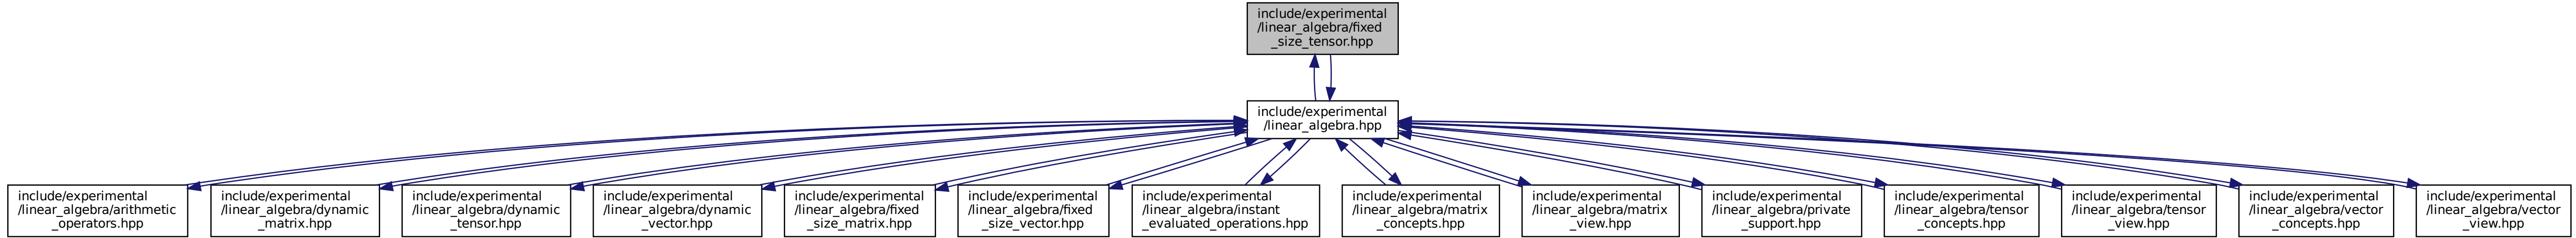 include/experimental
/linear_algebra/fixed
_size_tensor.hpp
include/experimental
/linear_algebra.hpp
include/experimental
/linear_algebra/arithmetic
_operators.hpp
include/experimental
/linear_algebra/dynamic
_matrix.hpp
include/experimental
/linear_algebra/dynamic
_tensor.hpp
include/experimental
/linear_algebra/dynamic
_vector.hpp
include/experimental
/linear_algebra/fixed
_size_matrix.hpp
include/experimental
/linear_algebra/fixed
_size_vector.hpp
include/experimental
/linear_algebra/instant
_evaluated_operations.hpp
include/experimental
/linear_algebra/matrix
_concepts.hpp
include/experimental
/linear_algebra/matrix
_view.hpp
include/experimental
/linear_algebra/private
_support.hpp
include/experimental
/linear_algebra/tensor
_concepts.hpp
include/experimental
/linear_algebra/tensor
_view.hpp
include/experimental
/linear_algebra/vector
_concepts.hpp
include/experimental
/linear_algebra/vector
_view.hpp